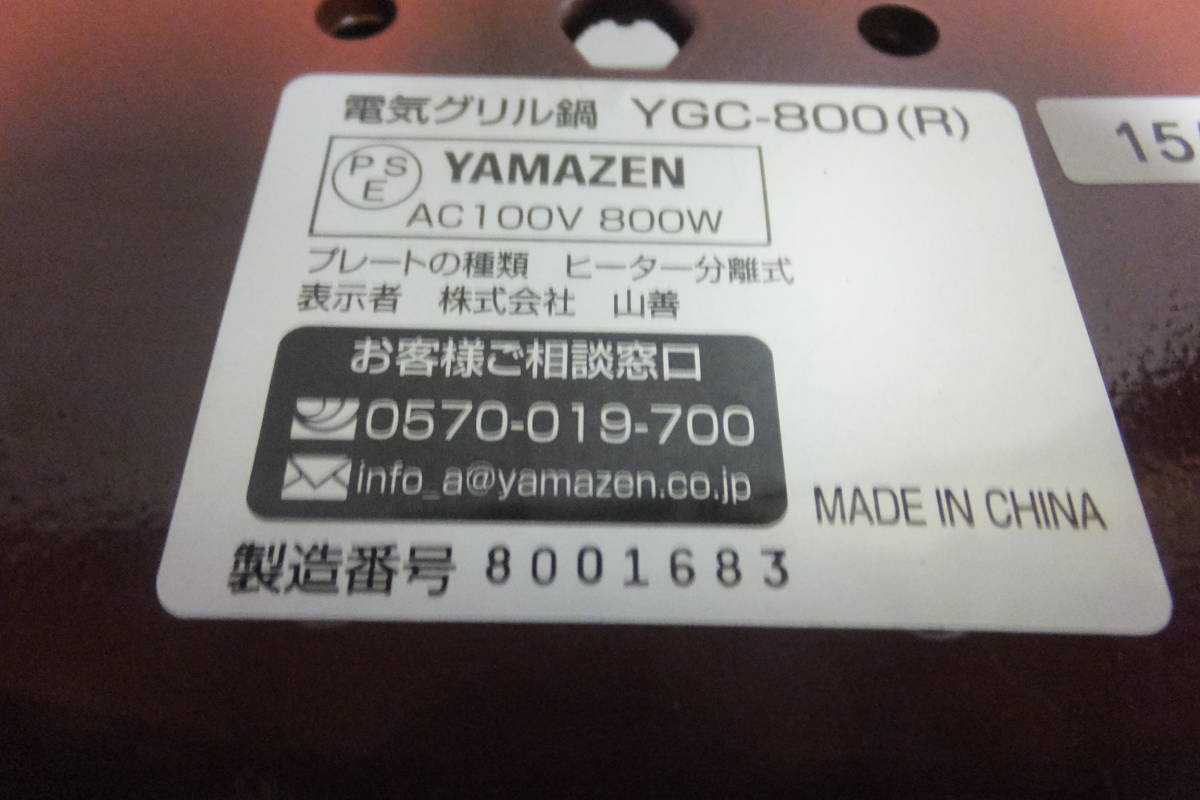 電気グリル鍋 YGC-800(R)
PSE YAMAZEN
AC100V 800W
プレートの種類 ヒーター分離式
表示者 株式会社 山善
お客様ご相談窓口
0570-019-700
info_a@yamazen.co.jp
MADE IN CHINA
製造番号 8001683